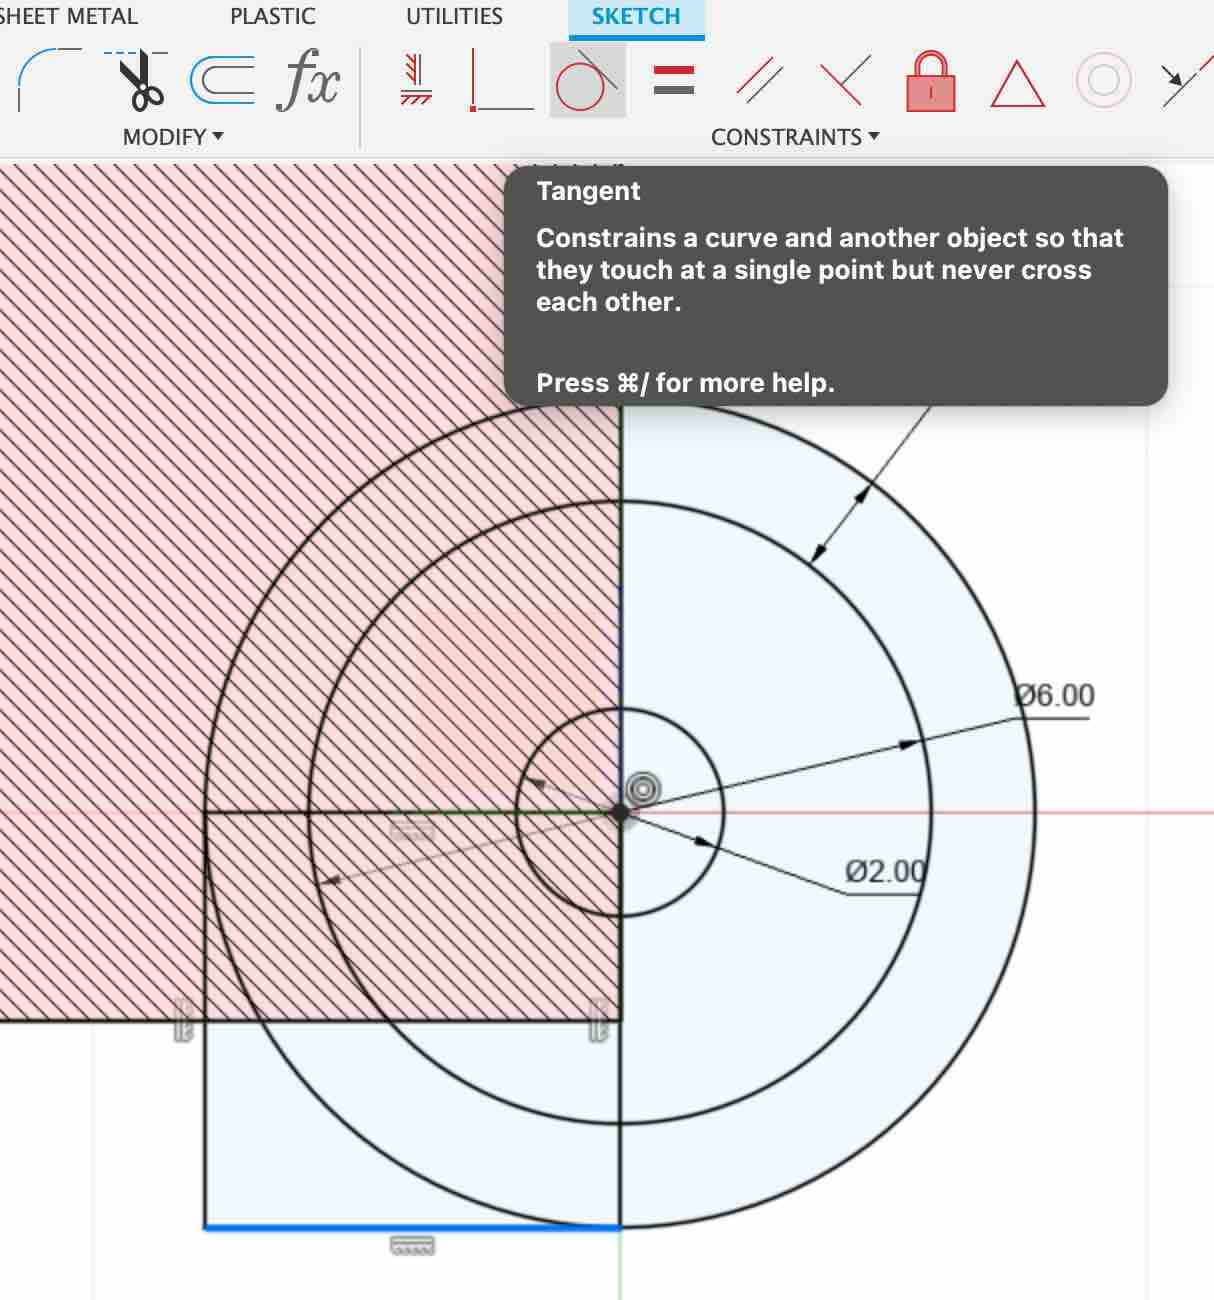 SHEET METAL PLASTIC UTILITIES SKETCH
fx
MODIFY ▾ CONSTRAINTS ▾
Tangent
Constrains a curve and another object so that
they touch at a single point but never cross
each other.
Press ⌘/ for more help.
Ø6.00
Ø2.00